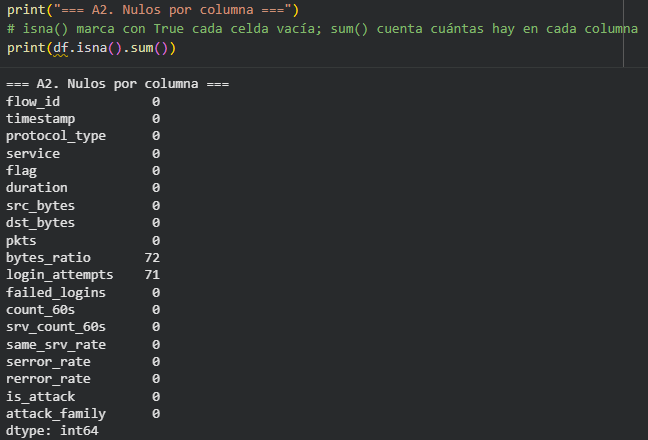 print("=== A2. Nulos por columna ===")
# isna() marca con True cada celda vacía; sum() cuenta cuántas hay en cada columna
print(df.isna().sum())
=== A2. Nulos por columna ===
flow_id 0
timestamp 0
protocol_type 0
service 0
flag 0
duration 0
src_bytes 0
dst_bytes 0
pkts 0
bytes_ratio 72
login_attempts 71
failed_logins 0
count_60s 0
srv_count_60s 0
same_srv_rate 0
serror_rate 0
rerror_rate 0
is_attack 0
attack_family 0
dtype: int64